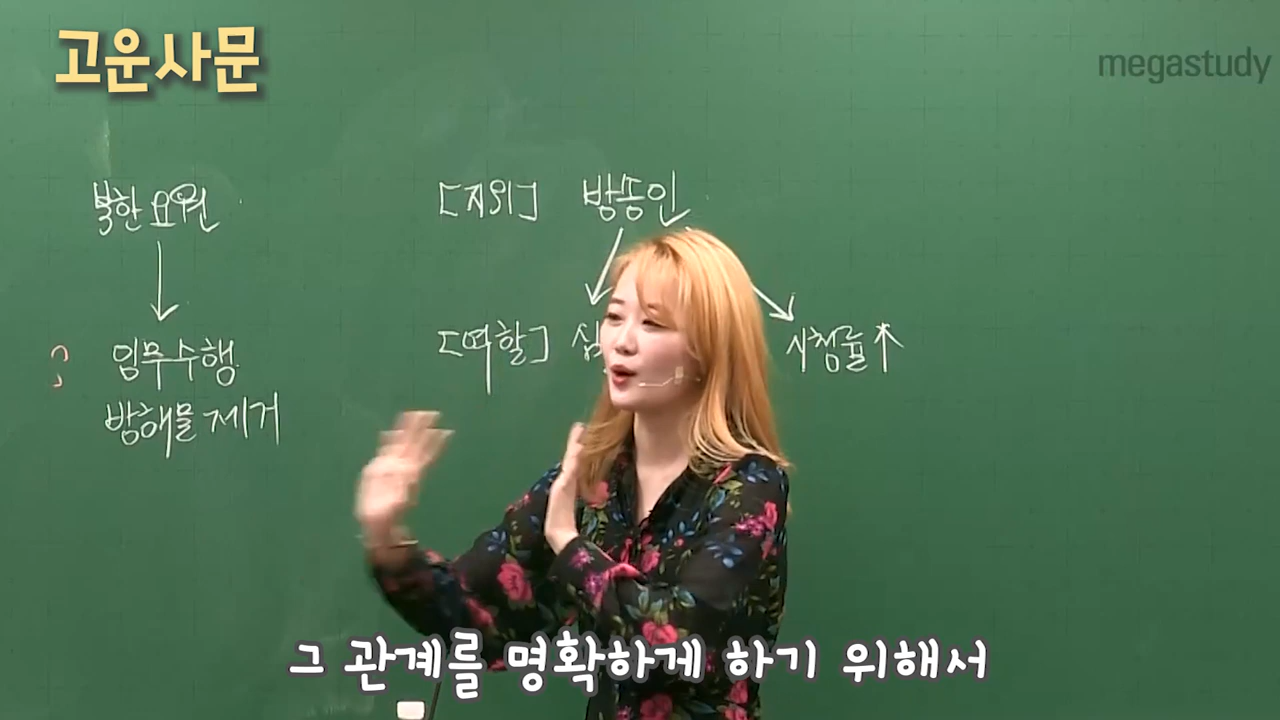 고운사문
megastudy
북한 요원
[지위] 방송인
[역할] 심
시청률↑
임무수행
방해물 제거
그 관계를 명확하게 하기 위해서